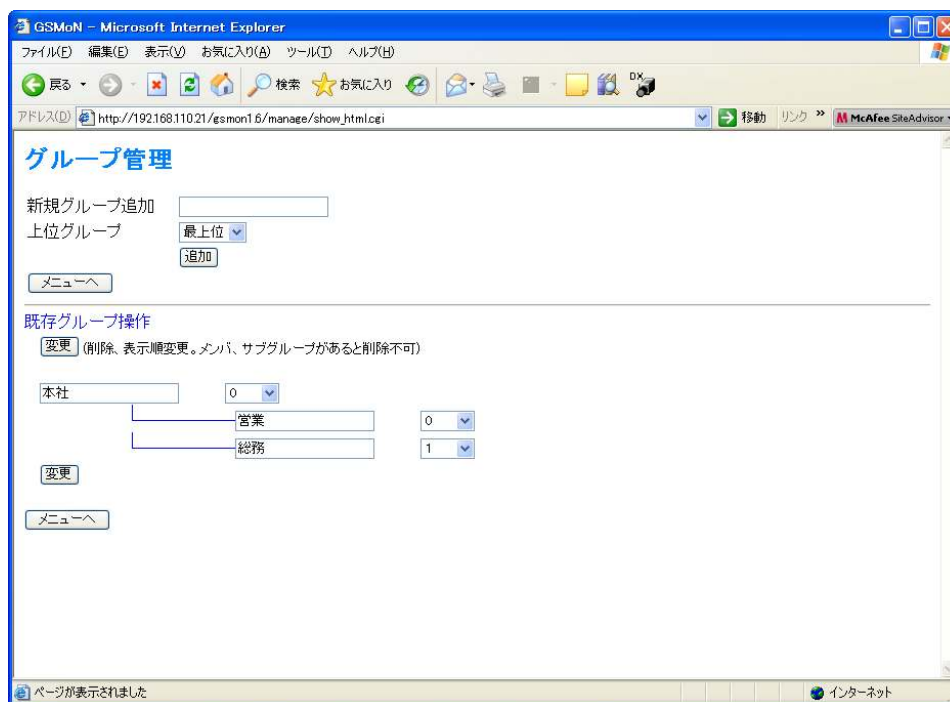 GSMoN - Microsoft Internet Explorer
ファイル(F) 編集(E) 表示(V) お気に入り(A) ツール(T) ヘルプ(H)
戻る 検索 お気に入り DX
アドレス(D) http://192.168.110.21/gsmon1.6/manage/show_html.cgi 移動 リンク » McAfee SiteAdvisor
グループ管理
新規グループ追加
上位グループ 最上位
追加
メニューへ
既存グループ操作
変更 (削除、表示順変更。メンバ、サブグループがあると削除不可)
本社 0
営業 0
総務 1
変更
メニューへ
ページが表示されました インターネット